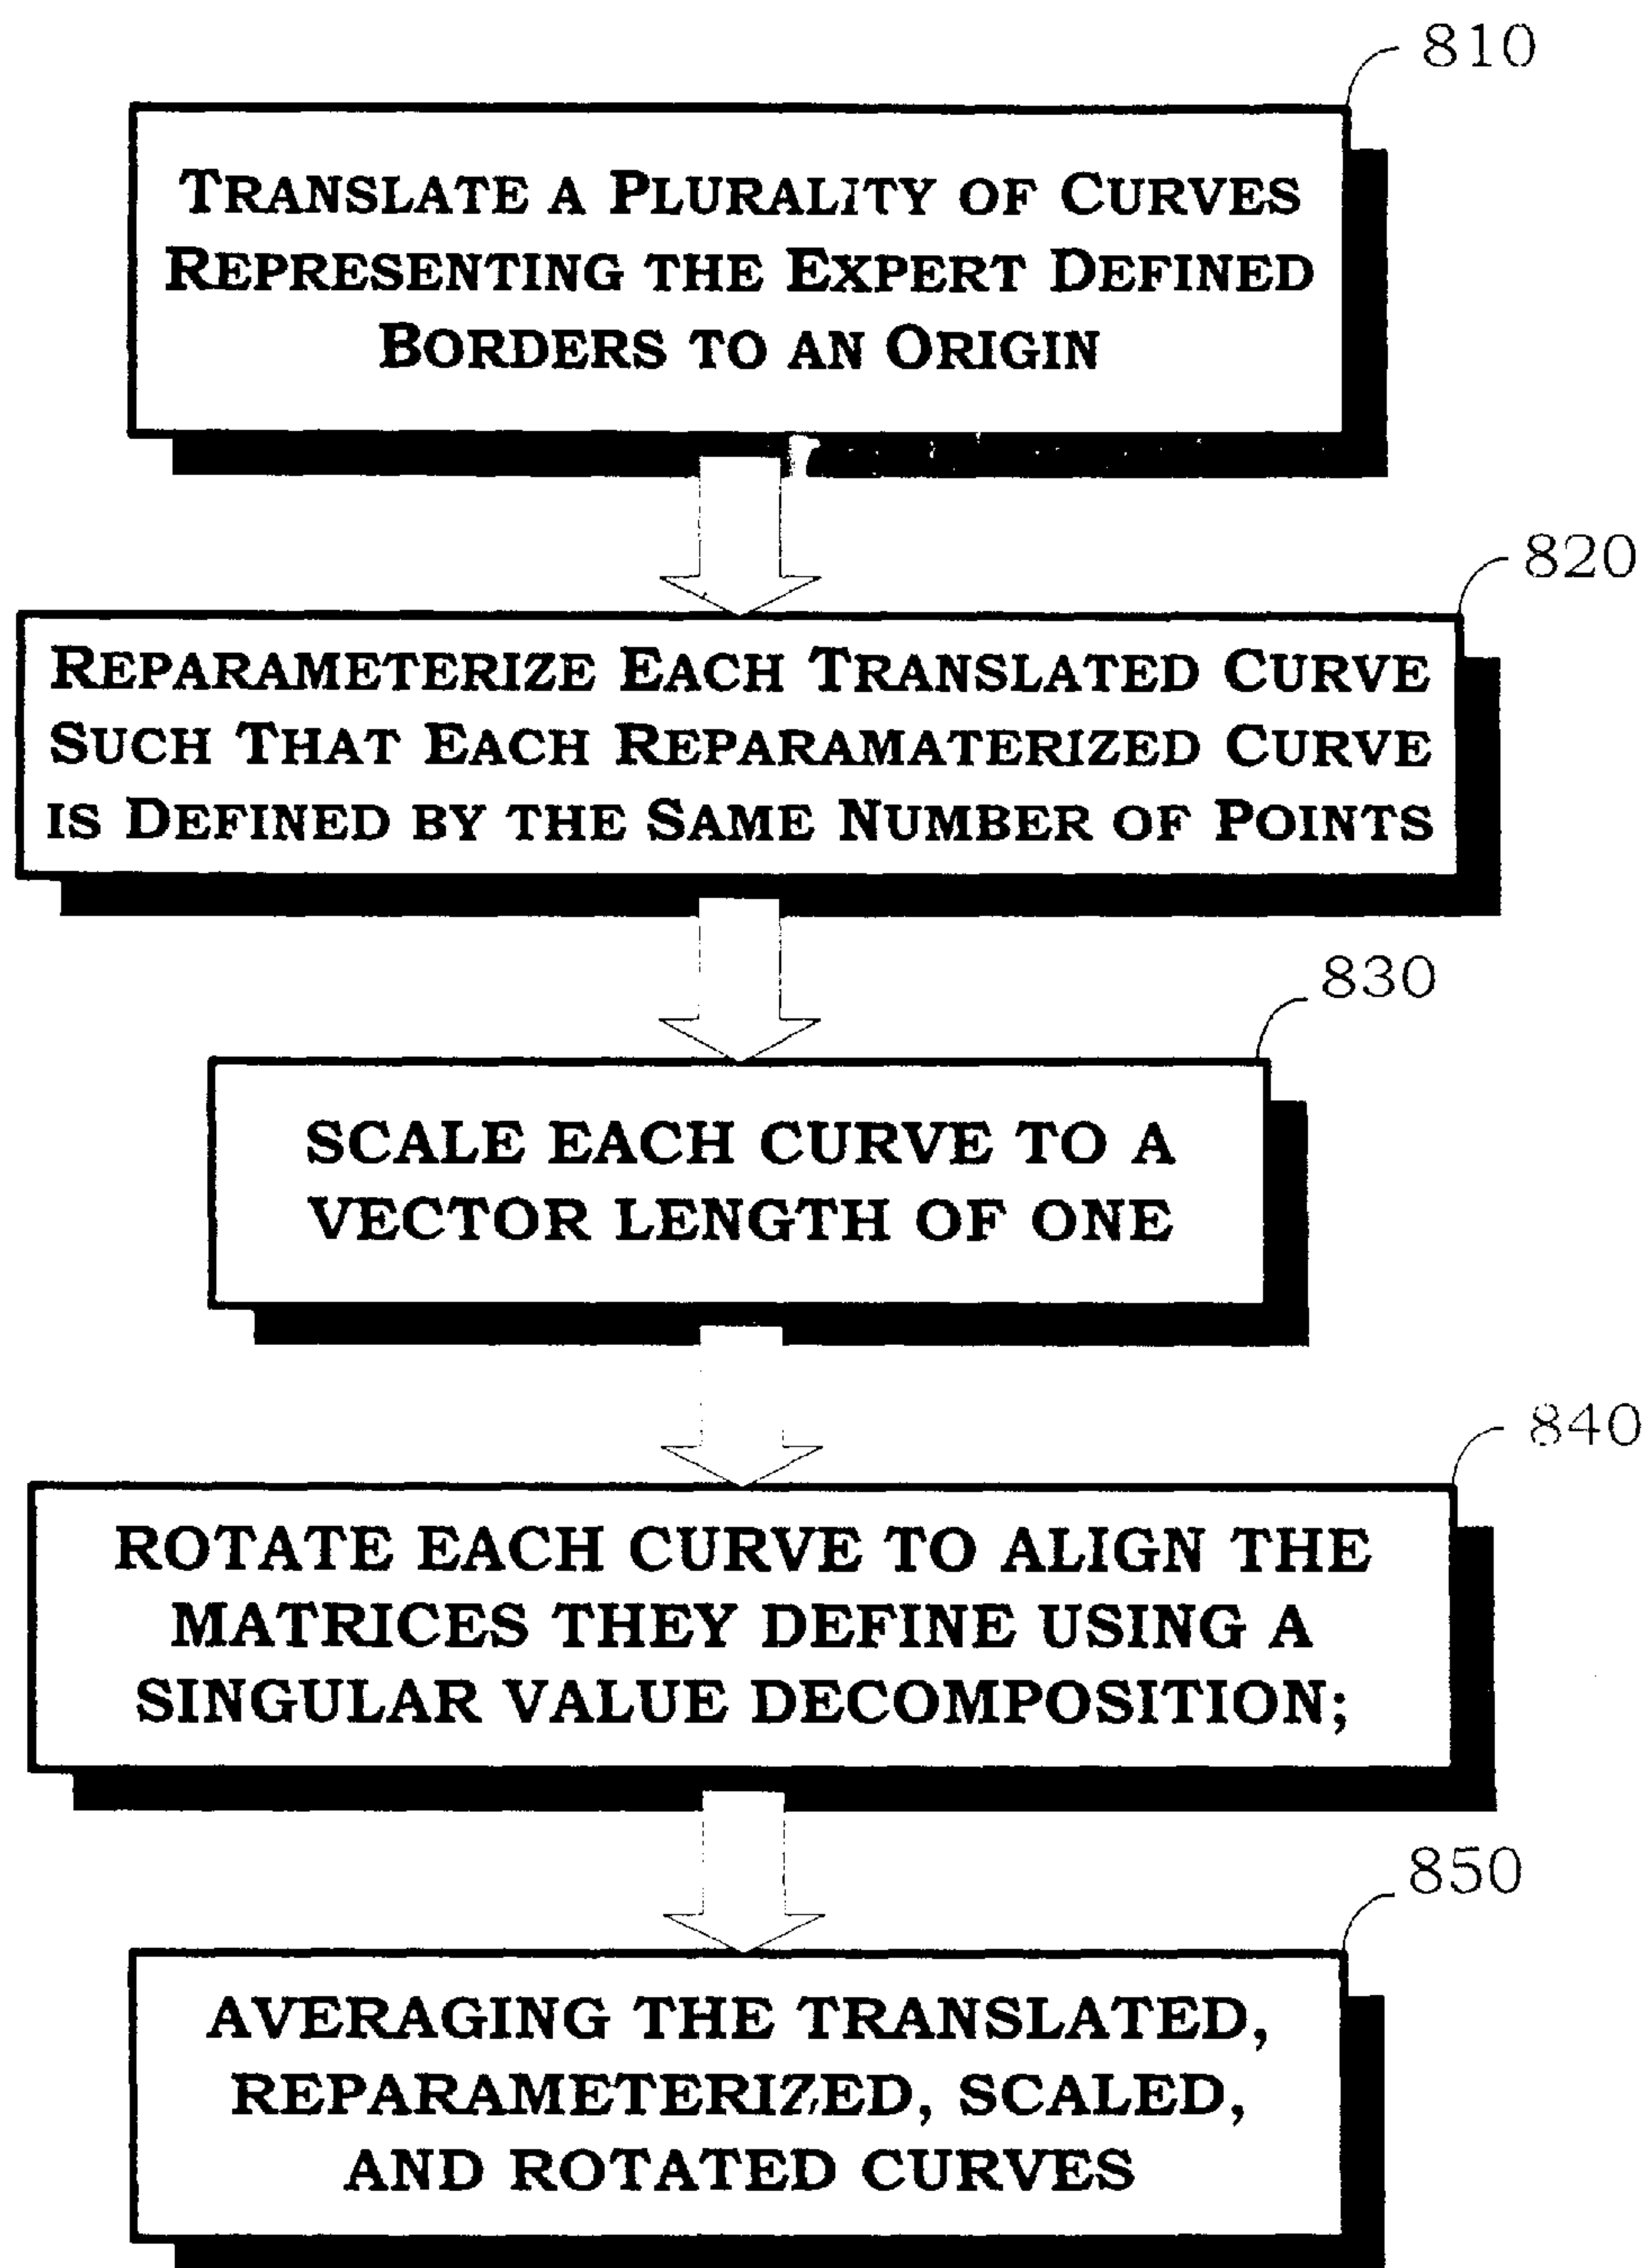 810
TRANSLATE A PLURALITY OF CURVES
REPRESENTING THE EXPERT DEFINED
BORDERS TO AN ORIGIN
820
REPARAMETERIZE EACH TRANSLATED CURVE
SUCH THAT EACH REPARAMATERIZED CURVE
IS DEFINED BY THE SAME NUMBER OF POINTS
830
SCALE EACH CURVE TO A
VECTOR LENGTH OF ONE
840
ROTATE EACH CURVE TO ALIGN THE
MATRICES THEY DEFINE USING A
SINGULAR VALUE DECOMPOSITION;
850
AVERAGING THE TRANSLATED,
REPARAMETERIZED, SCALED,
AND ROTATED CURVES